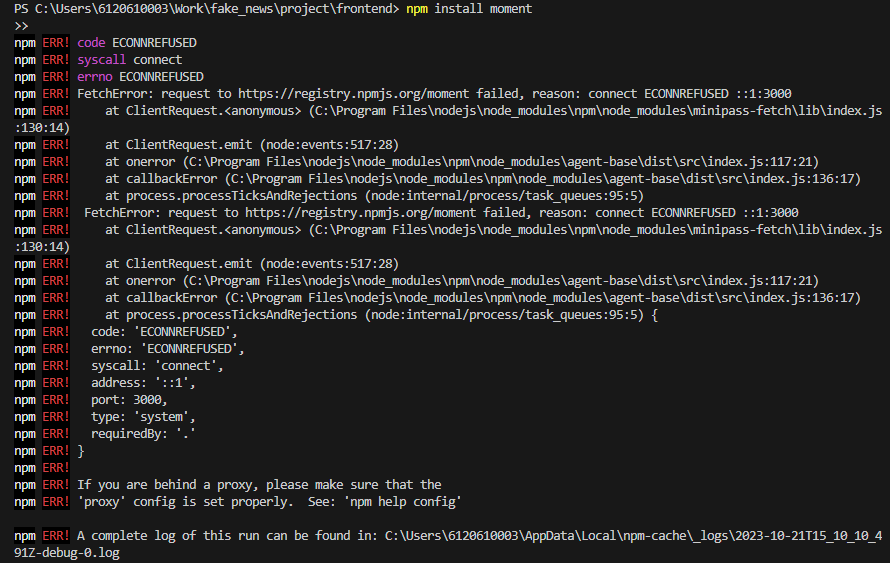 PS C:\Users\6120610003\Work\fake_news\project\frontend> npm install moment
>>
npm ERR! code ECONNREFUSED
npm ERR! syscall connect
npm ERR! errno ECONNREFUSED
npm ERR! FetchError: request to https://registry.npmjs.org/moment failed, reason: connect ECONNREFUSED ::1:3000
npm ERR!     at ClientRequest.<anonymous> (C:\Program Files\nodejs\node_modules\npm\node_modules\minipass-fetch\lib\index.js
:130:14)
npm ERR!     at ClientRequest.emit (node:events:517:28)
npm ERR!     at onerror (C:\Program Files\nodejs\node_modules\npm\node_modules\agent-base\dist\src\index.js:117:21)
npm ERR!     at callbackError (C:\Program Files\nodejs\node_modules\npm\node_modules\agent-base\dist\src\index.js:136:17)
npm ERR!     at process.processTicksAndRejections (node:internal/process/task_queues:95:5)
npm ERR!  FetchError: request to https://registry.npmjs.org/moment failed, reason: connect ECONNREFUSED ::1:3000
npm ERR!     at ClientRequest.<anonymous> (C:\Program Files\nodejs\node_modules\npm\node_modules\minipass-fetch\lib\index.js
:130:14)
npm ERR!     at ClientRequest.emit (node:events:517:28)
npm ERR!     at onerror (C:\Program Files\nodejs\node_modules\npm\node_modules\agent-base\dist\src\index.js:117:21)
npm ERR!     at callbackError (C:\Program Files\nodejs\node_modules\npm\node_modules\agent-base\dist\src\index.js:136:17)
npm ERR!     at process.processTicksAndRejections (node:internal/process/task_queues:95:5) {
npm ERR!   code: 'ECONNREFUSED',
npm ERR!   errno: 'ECONNREFUSED',
npm ERR!   syscall: 'connect',
npm ERR!   address: '::1',
npm ERR!   port: 3000,
npm ERR!   type: 'system',
npm ERR!   requiredBy: '.'
npm ERR! }
npm ERR!
npm ERR! If you are behind a proxy, please make sure that the
npm ERR! 'proxy' config is set properly.  See: 'npm help config'
npm ERR! A complete log of this run can be found in: C:\Users\6120610003\AppData\Local\npm-cache\_logs\2023-10-21T15_10_10_4
91Z-debug-0.log